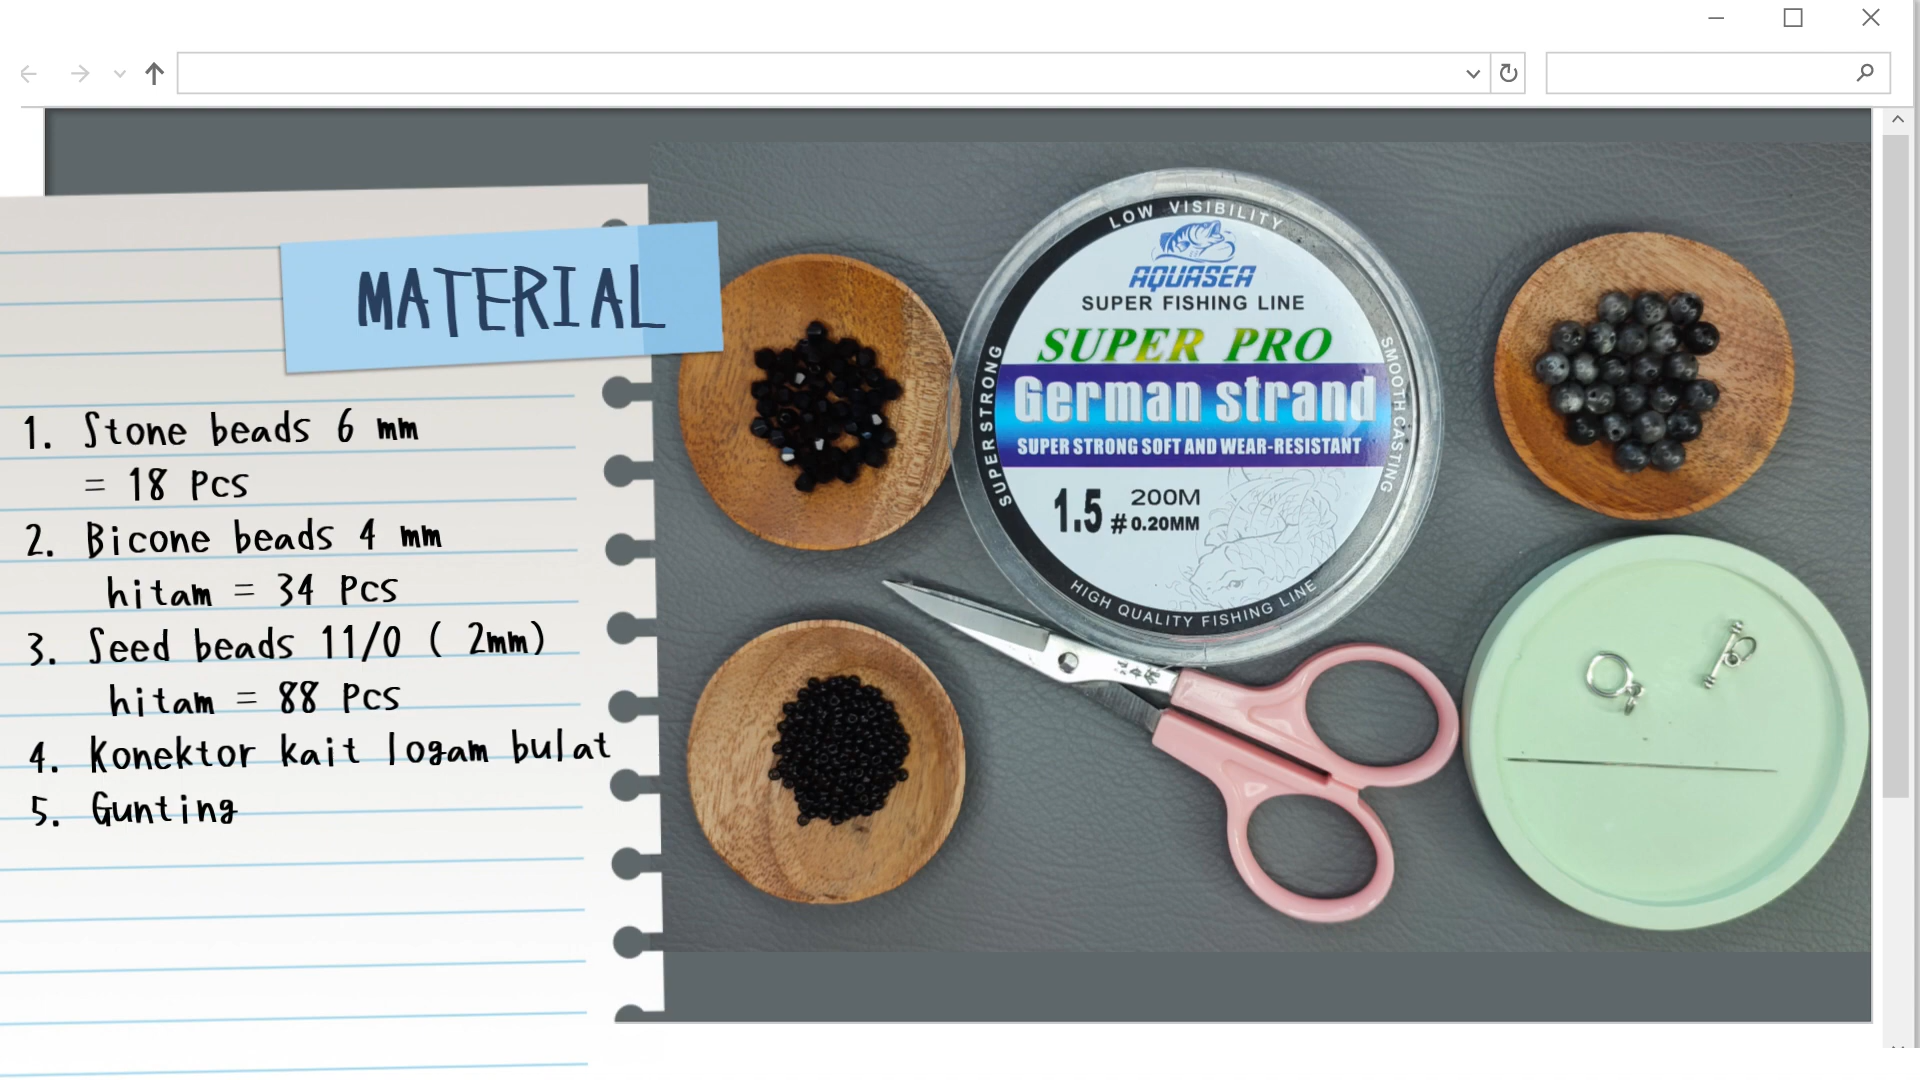 MATERIAL
1. Stone beads 6 mm
= 18 Pcs
2. Bicone beads 4 mm
hitam = 34 Pcs
3. Seed beads 11/0 ( 2mm)
hitam = 88 Pcs
4. Konektor kait logam bulat
5. Gunting
LOW VISIBILITY
AQUASEA
SUPER FISHING LINE
SUPER PRO
German strand
SUPER STRONG SOFT AND WEAR-RESISTANT
1.5 # 200M
0.20MM
SUPER STRONG
SMOOTH CASTING
HIGH QUALITY FISHING LINE